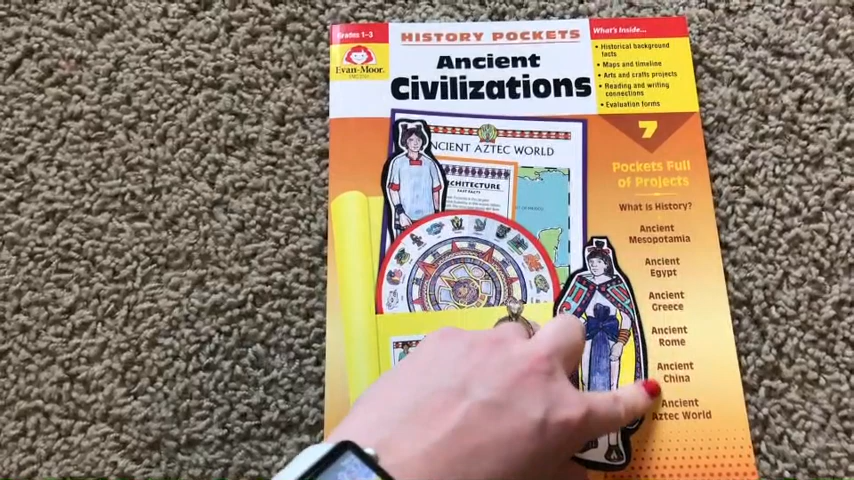 Grades 1–3
HISTORY POCKETS
What's Inside...
Evan-Moor
Ancient
Civilizations
• Historical background
facts
• Maps and timeline
• Arts and crafts projects
• Reading and writing
connections
• Evaluation forms
7
Pockets Full
of Projects
What Is History?
Ancient
Mesopotamia
Ancient
Egypt
Ancient
Greece
Ancient
Rome
Ancient
China
Ancient
Aztec World
ANCIENT AZTEC WORLD
ARCHITECTURE
FAST FACTS